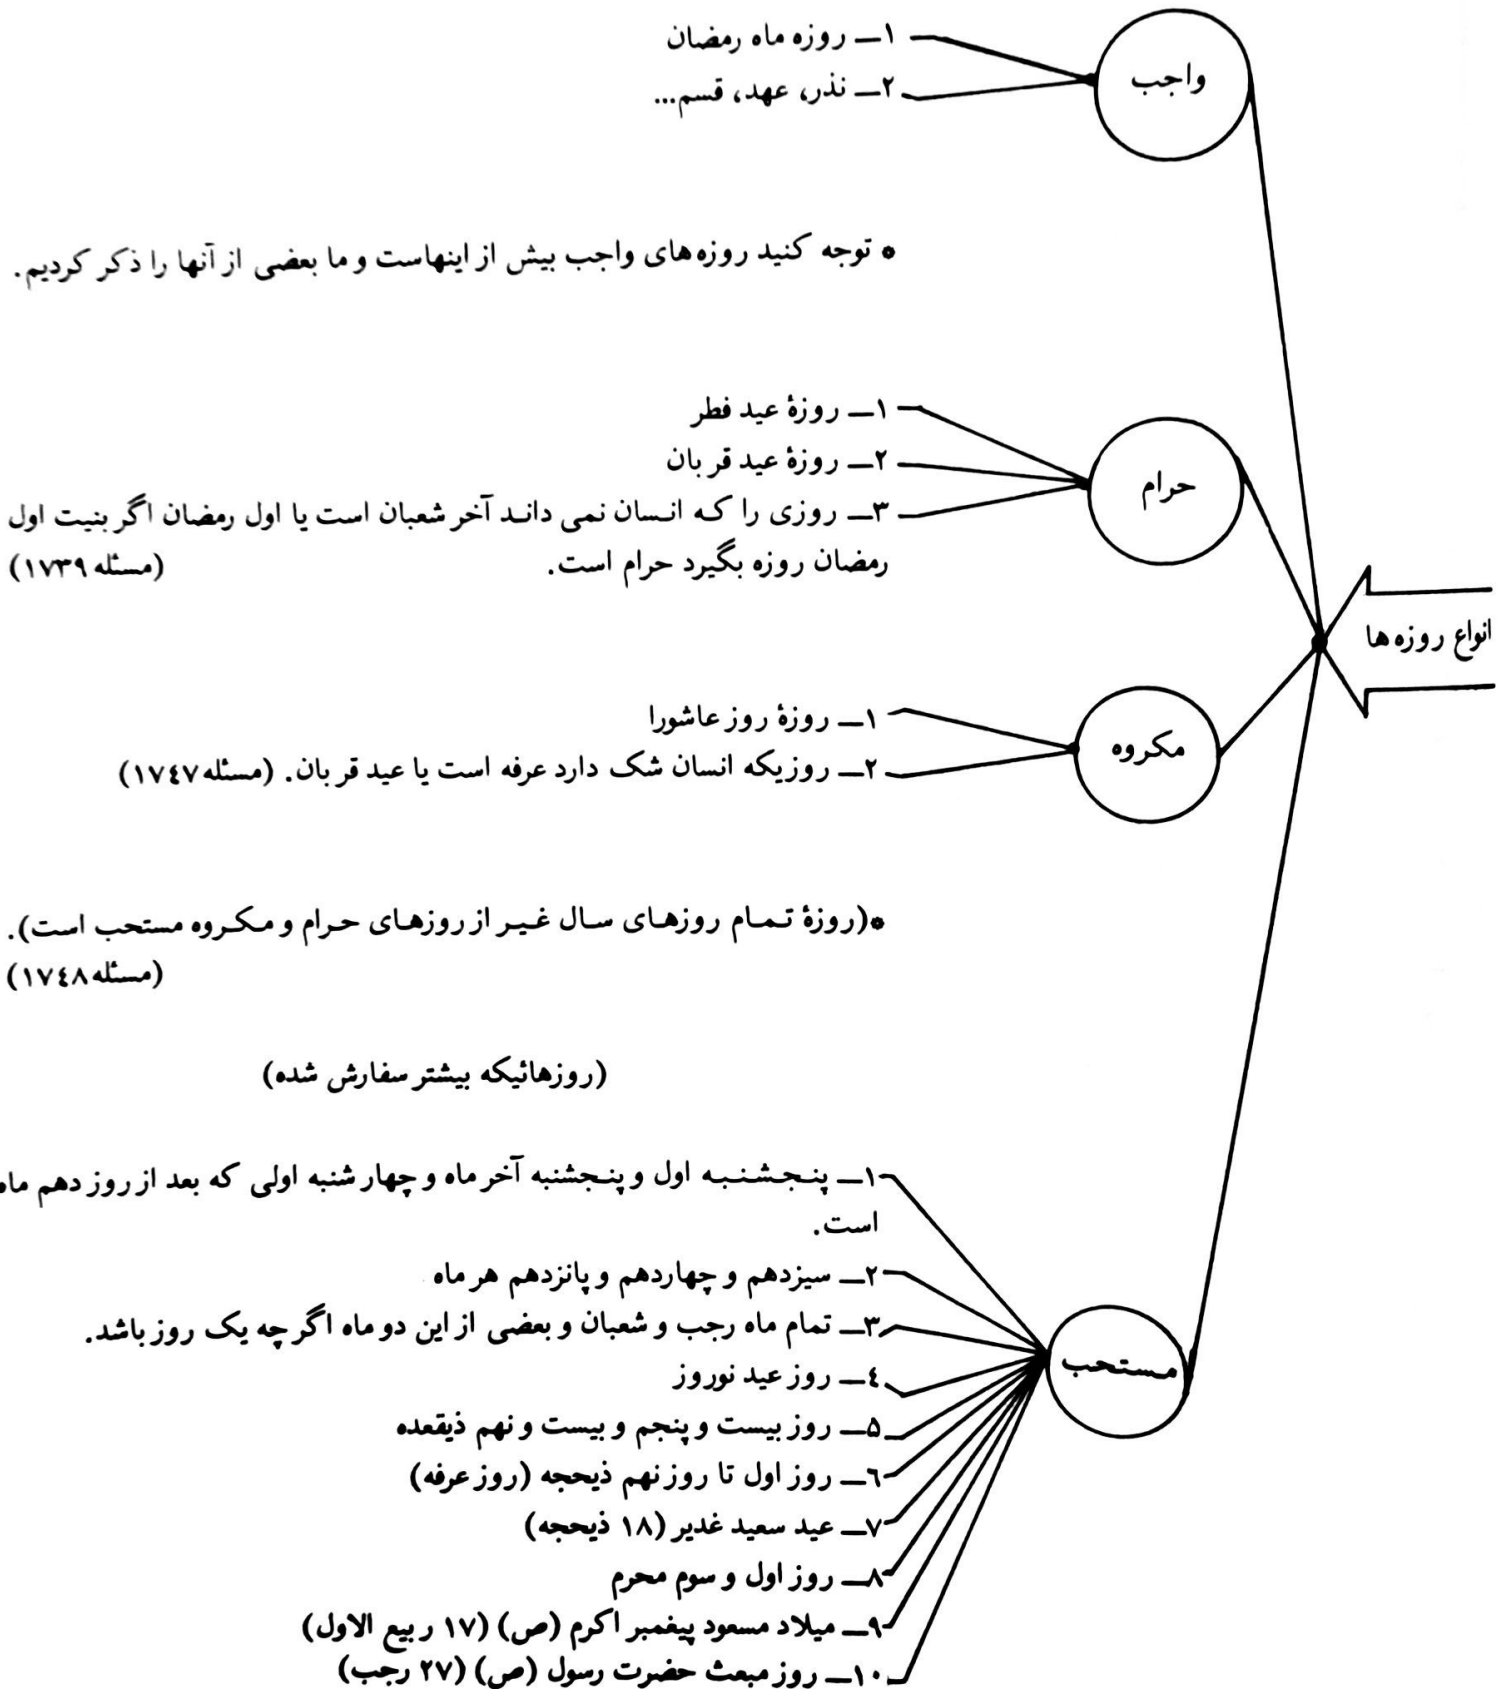 انواع روزه ها
واجب
۱ــ روزه ماه رمضان
۲ــ نذر، عهد، قسم...
* توجه کنید روزه های واجب بیش از اینهاست و ما بعضی از آنها را ذکر کردیم.
حرام
۱ــ روزهٔ عید فطر
۲ــ روزهٔ عید قربان
۳ــ روزی را که انسان نمی داند آخر شعبان است یا اول رمضان اگر بنیت اول
رمضان روزه بگیرد حرام است. (مسئله ۱۷۳۹)
مکروه
۱ــ روزهٔ روز عاشورا
۲ــ روزیکه انسان شک دارد عرفه است یا عید قربان. (مسئله ۱۷٤۷)
*(روزهٔ تمام روزهای سال غیر از روزهای حرام و مکروه مستحب است).
(مسئله ۱۷٤۸)
(روزهائیکه بیشتر سفارش شده)
مستحب
۱ــ پنجشنبه اول و پنجشنبه آخر ماه و چهارشنبه اولی که بعد از روز دهم ماه
است.
۲ــ سیزدهم و چهاردهم و پانزدهم هر ماه
۳ــ تمام ماه رجب و شعبان و بعضی از این دو ماه اگر چه یک روز باشد.
٤ــ روز عید نوروز
۵ــ روز بیست و پنجم و بیست و نهم ذیقعده
٦ــ روز اول تا روز نهم ذیحجه (روز عرفه)
۷ــ عید سعید غدیر (۱۸ ذیحجه)
۸ــ روز اول و سوم محرم
۹ــ میلاد مسعود پیغمبر اکرم (ص) (۱۷ ربیع الاول)
۱۰ــ روز مبعث حضرت رسول (ص) (۲۷ رجب)